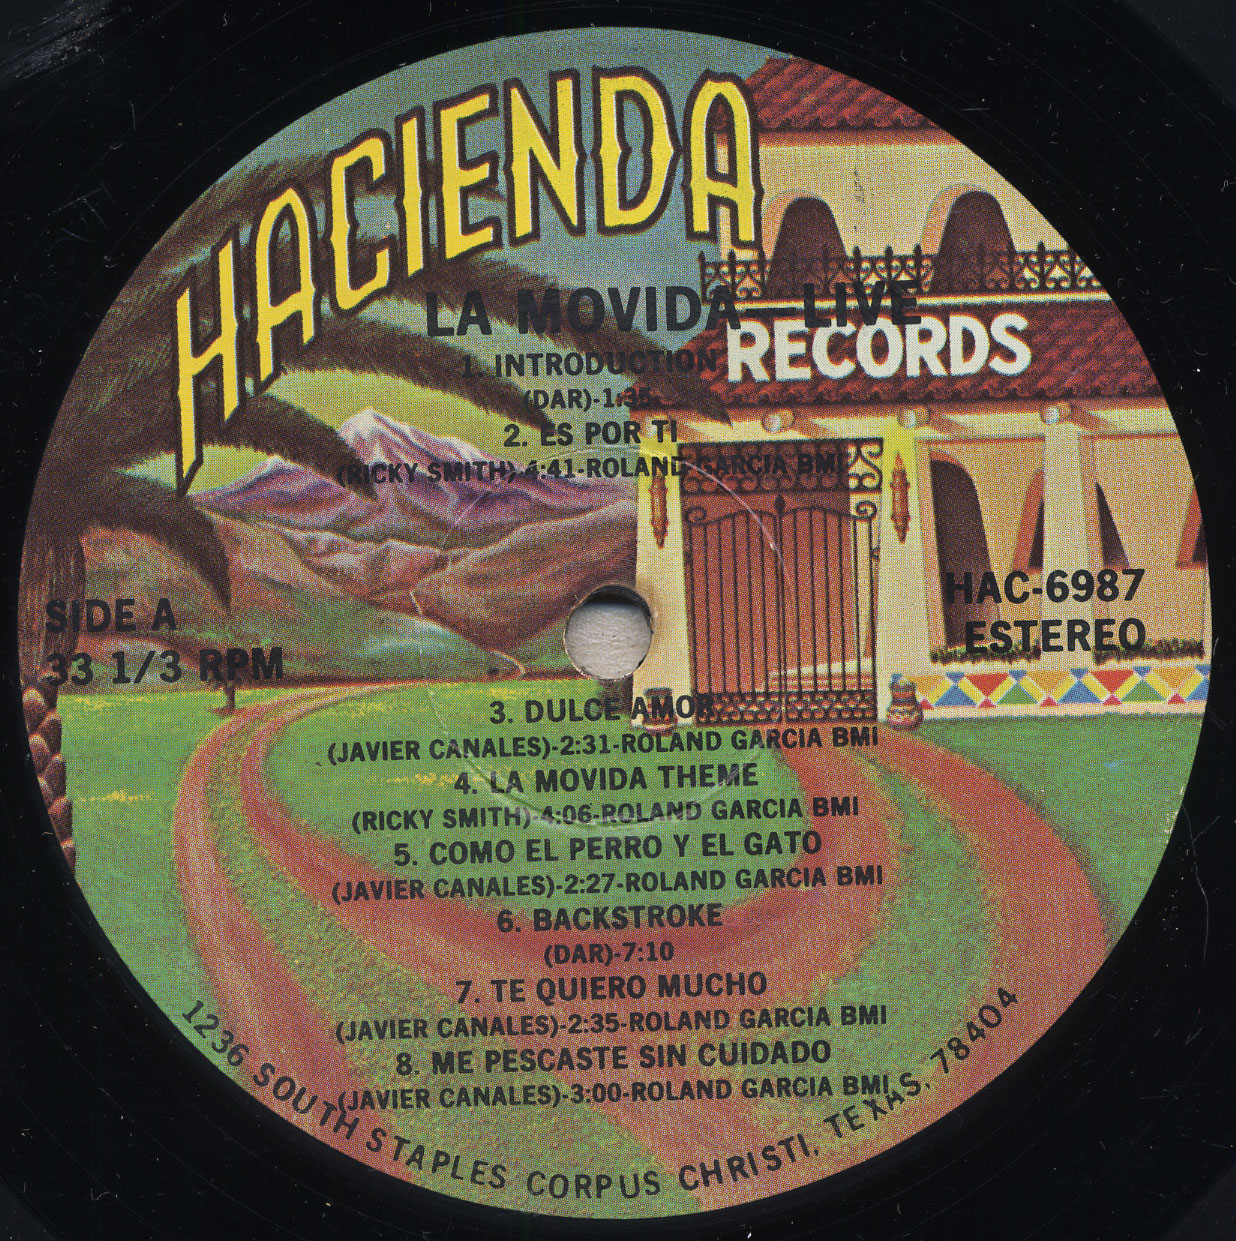 HACIENDA
RECORDS
LA MOVIDA—LIVE
1. INTRODUCTION
(DAR)-1:35
2. ES POR TI
(RICKY SMITH)-4:41-ROLAND GARCIA BMI
SIDE A
33 1/3 RPM
HAC-6987
ESTEREO
3. DULCE AMOR
(JAVIER CANALES)-2:31-ROLAND GARCIA BMI
4. LA MOVIDA THEME
(RICKY SMITH)-4:06-ROLAND GARCIA BMI
5. COMO EL PERRO Y EL GATO
(JAVIER CANALES)-2:27-ROLAND GARCIA BMI
6. BACKSTROKE
(DAR)-7:10
7. TE QUIERO MUCHO
(JAVIER CANALES)-2:35-ROLAND GARCIA BMI
8. ME PESCASTE SIN CUIDADO
(JAVIER CANALES)-3:00-ROLAND GARCIA BMI
1236 SOUTH STAPLES CORPUS CHRISTI, TEXAS, 78404